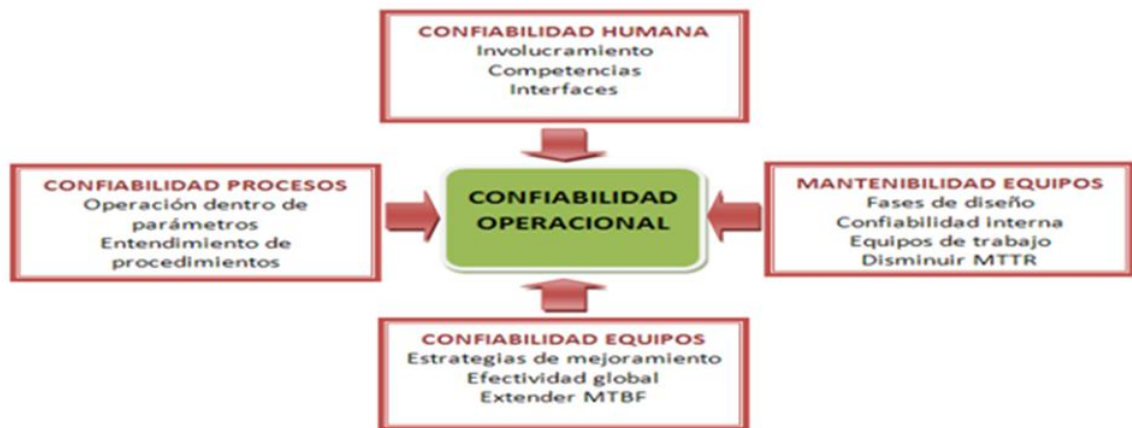 CONFIABILIDAD HUMANA
Involucramiento
Competencias
Interfaces
CONFIABILIDAD PROCESOS
Operación dentro de
parámetros
Entendimiento de
procedimientos
CONFIABILIDAD
OPERACIONAL
MANTENIBILIDAD EQUIPOS
Fases de diseño
Confiabilidad interna
Equipos de trabajo
Disminuir MTTR
CONFIABILIDAD EQUIPOS
Estrategias de mejoramiento
Efectividad global
Extender MTBF